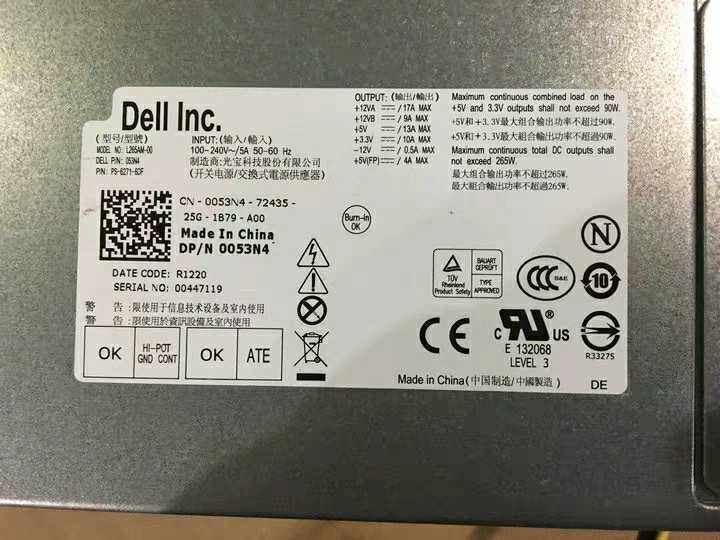 Dell Inc.
(型号/型號)
MODEL NO: L265AM-00
DELL P/N: 053N4
P/N: PS-6271-6DF
INPUT: (输入/輸入)
100-240V~/5A 50-60 Hz
制造商:光宝科技股份有限公司
(开关电源/交換式電源供應器)
OUTPUT: (输出/輸出)
+12VA / 17A MAX
+12VB / 9A MAX
+5V / 13A MAX
+3.3V / 10A MAX
-12V / 0.5A MAX
+5V(FP) / 4A MAX
Maximum continuous combined load on the
+5V and 3.3V outputs shall not exceed 90W.
+5V和+3.3V最大组合输出功率不超过90W.
+5V和+3.3V最大組合輸出功率不超過90W.
Maximum continuous total DC outputs shall
not exceed 265W.
最大组合输出功率不超过265W.
最大組合輸出功率不超過265W.
CN - 0053N4 - 72435 -
25G - 1B79 - A00
Made In China
DP/N 0053N4
Burn-in
OK
DATE CODE: R1220
SERIAL NO: 00447119
警 告:限使用于信息技术设备及室内使用
警 告:限使用於資訊設備及室內使用
OK
HI-POT
GND CONT
OK
ATE
TÜV
Rheinland
Product Safety
BAUART
GEPRÜFT
TYPE
APPROVED
CCC
S&E
N
10
CE
c RU US
E 132068
LEVEL 3
R33275
Made in China(中国制造/中國製造)
DE